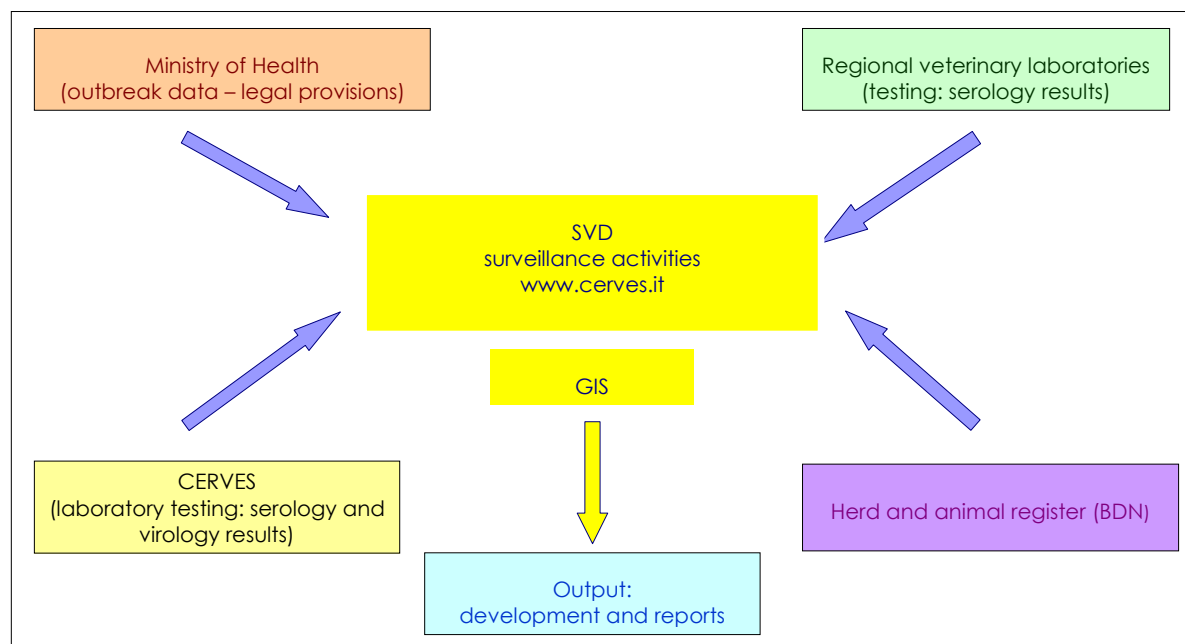 Ministry of Health
(outbreak data – legal provisions)
Regional veterinary laboratories
(testing: serology results)
SVD
surveillance activities
www.cerves.it
GIS
CERVES
(laboratory testing: serology and
virology results)
Herd and animal register (BDN)
Output:
development and reports